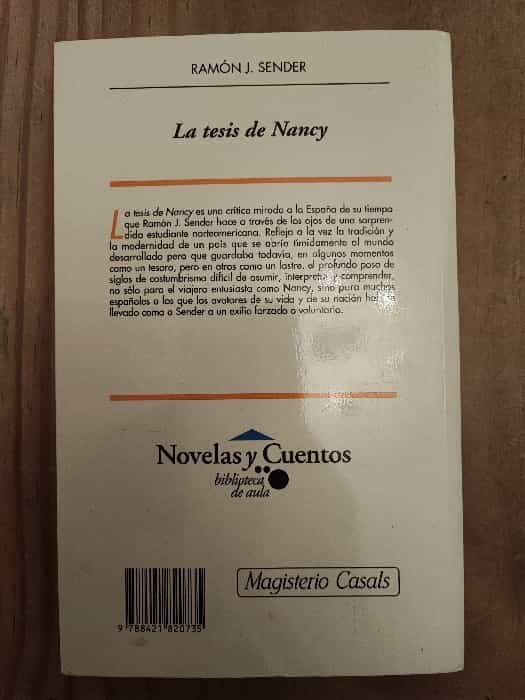 RAMÓN J. SENDER
La tesis de Nancy
La tesis de Nancy es una crítica mirada a la España de su tiempo
que Ramón J. Sender hace a través de los ojos de una sorpren-
dida estudiante norteamericana. Refleja a la vez la tradición y
la modernidad de un país que se abría tímidamente al mundo
desarrollado pero que guardaba todavía, en algunos momentos
como un tesoro, pero en otros como un lastre, el profundo poso de
siglos de costumbrismo difícil de asumir, interpretar y comprender,
no sólo para el viajero entusiasta como Nancy, sino para muchos
españoles a los que los avatares de su vida y de su nación habían
llevado como a Sender a un exilio forzado o voluntario.
Novelas y Cuentos
biblioteca
de aula
Magisterio Casals
9 788421 820735